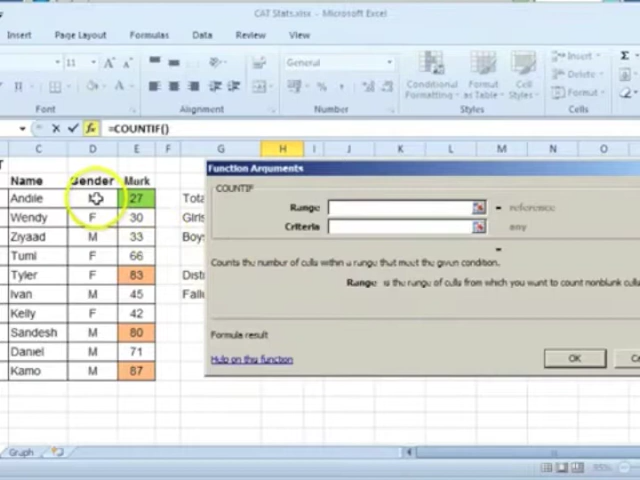 CAT Stats.xlsx - Microsoft Excel
Insert Page Layout Formulas Data Review View
11 A A General Insert
Delete
Conditional Format Cell
Formatting as Table Styles Format
Font Alignment Number Styles Cells
=COUNTIF()
C D E F G H I J K L M N O
T
Name Gender Mark
Andile 27
Wendy F 30
Ziyaad M 33
Tumi F 66
Tyler F 83
Ivan M 45
Kelly F 42
Sandesh M 80
Daniel M 71
Kamo M 87
Tota
Girls
Boys
Disti
Faile
Function Arguments
COUNTIF
Range = reference
Criteria = any
=
Counts the number of cells within a range that meet the given condition.
Range is the range of cells from which you want to count nonblank cells
Formula result
Help on this function OK Ca
Graph
85%